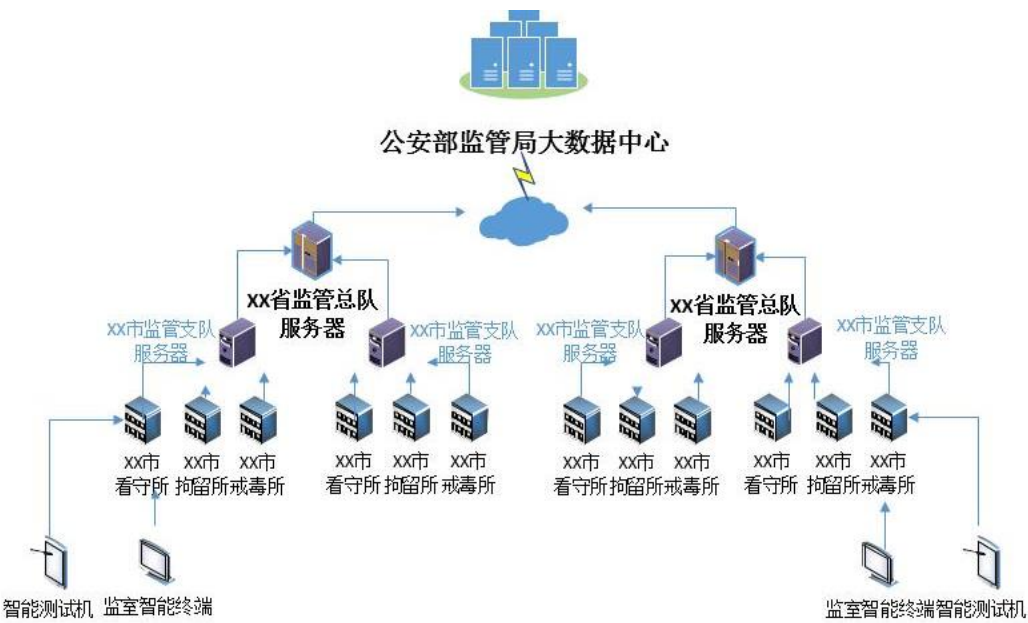 公安部监管局大数据中心
XX省监管总队
服务器
XX省监管总队
服务器
XX市监管支队
服务器
XX市监管支队
服务器
XX市监管支队
服务器
XX市监管支队
服务器
XX市
看守所
XX市
拘留所
XX市
戒毒所
XX市
看守所
XX市
拘留所
XX市
戒毒所
XX市
看守所
XX市
拘留所
XX市
戒毒所
XX市
看守所
XX市
拘留所
XX市
戒毒所
智能测试机
监室智能终端
监室智能终端
智能测试机